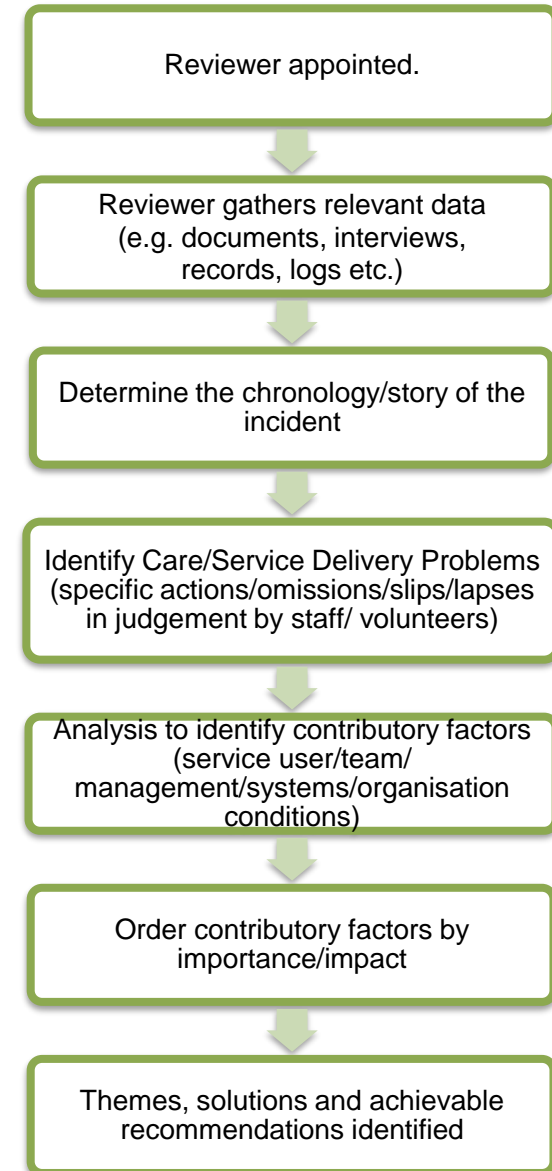 Reviewer appointed.
Reviewer gathers relevant data
(e.g. documents, interviews,
records, logs etc.)
Determine the chronology/story of the
incident
Identify Care/Service Delivery Problems
(specific actions/omissions/slips/lapses
in judgement by staff/ volunteers)
Analysis to identify contributory factors
(service user/team/
management/systems/organisation
conditions)
Order contributory factors by
importance/impact
Themes, solutions and achievable
recommendations identified